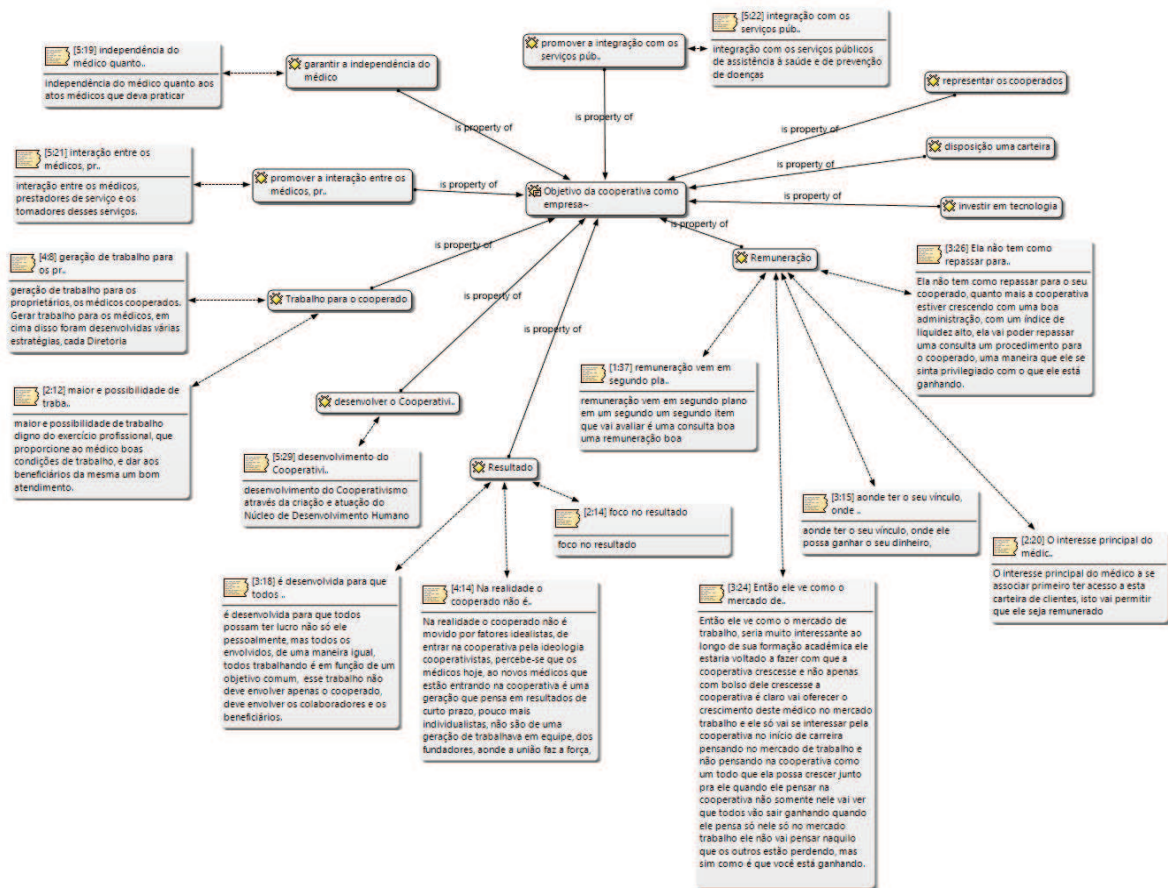 [5:19] independência do
médico quanto..
independência do médico quanto aos
atos médicos que deva praticar
garantir a independência do
médico
promover a integração com os
serviços púb..
[5:22] integração com os
serviços púb..
integração com os serviços públicos
de assistência à saúde e de prevenção
de doenças
representar os cooperados
is property of
is property of
is property of
[5:21] interação entre os
médicos, pr..
interação entre os médicos,
prestadores de serviço e os
tomadores desses serviços.
promover a interação entre os
médicos, pr..
is property of
Objetivo da cooperativa como
empresa~
is property of
disposição uma carteira
is property of
investir em tecnologia
[4:8] geração de trabalho para
os pr..
geração de trabalho para os
proprietários, os médicos cooperados.
Gerar trabalho para os médicos, em
cima disso foram desenvolvidas várias
estratégias, cada Diretoria
Trabalho para o cooperado
is property of
is property of
is property of
is property of
Remuneração
[3:26] Ela não tem como
repassar para..
Ela não tem como repassar para o seu
cooperado, quanto mais a cooperativa
estiver crescendo com uma boa
administração, com um índice de
liquidez alto, ela vai poder repassar
uma consulta um procedimento para
o cooperado, uma maneira que ele se
sinta privilegiado com o que ele está
ganhando.
[2:12] maior e possibilidade de
traba..
maior e possibilidade de trabalho
digno do exercício profissional, que
proporcione ao médico boas
condições de trabalho, e dar aos
beneficiários da mesma um bom
atendimento.
desenvolver o Cooperativi..
[5:29] desenvolvimento do
Cooperativi..
desenvolvimento do Cooperativismo
através da criação e atuação do
Núcleo de Desenvolvimento Humano
Resultado
[1:37] remuneração vem em
segundo pla..
remuneração vem em segundo plano
em um segundo um segundo item
que vai avaliar é uma consulta boa
uma remuneração boa
[2:14] foco no resultado
foco no resultado
[3:15] aonde ter o seu vínculo,
onde ..
aonde ter o seu vínculo, onde ele
possa ganhar o seu dinheiro,
[2:20] O interesse principal do
médic..
O interesse principal do médico a se
associar primeiro ter acesso a esta
carteira de clientes, isto vai permitir
que ele seja remunerado
[3:18] é desenvolvida para que
todos ..
é desenvolvida para que todos
possam ter lucro não só ele
pessoalmente, mas todos os
envolvidos, de uma maneira igual,
todos trabalhando é em função de um
objetivo comum, esse trabalho não
deve envolver apenas o cooperado,
deve envolver os colaboradores e os
beneficiários.
[4:14] Na realidade o
cooperado não é..
Na realidade o cooperado não é
movido por fatores idealistas, de
entrar na cooperativa pela ideologia
cooperativistas, percebe-se que os
médicos hoje, ao novos médicos que
estão entrando na cooperativa é uma
geração que pensa em resultados de
curto prazo, pouco mais
individualistas, não são de uma
geração de trabalhava em equipe, dos
fundadores, aonde a união faz a força,
[3:24] Então ele ve como o
mercado de..
Então ele ve como o mercado de
trabalho, seria muito interessante ao
longo de sua formação acadêmica ele
estaria voltado a fazer com que a
cooperativa crescesse e não apenas
com bolso dele crescesse a
cooperativa é claro vai oferecer o
crescimento deste médico no mercado
trabalho e ele só vai se interessar pela
cooperativa no início de carreira
pensando no mercado de trabalho e
não pensando na cooperativa como
um todo que ela possa crescer junto
pra ele quando ele pensar na
cooperativa não somente nele vai ver
que todos vão sair ganhando quando
ele pensa só nele só no mercado
trabalho ele não vai pensar naquilo
que os outros estão perdendo, mas
sim como é que você está ganhando.